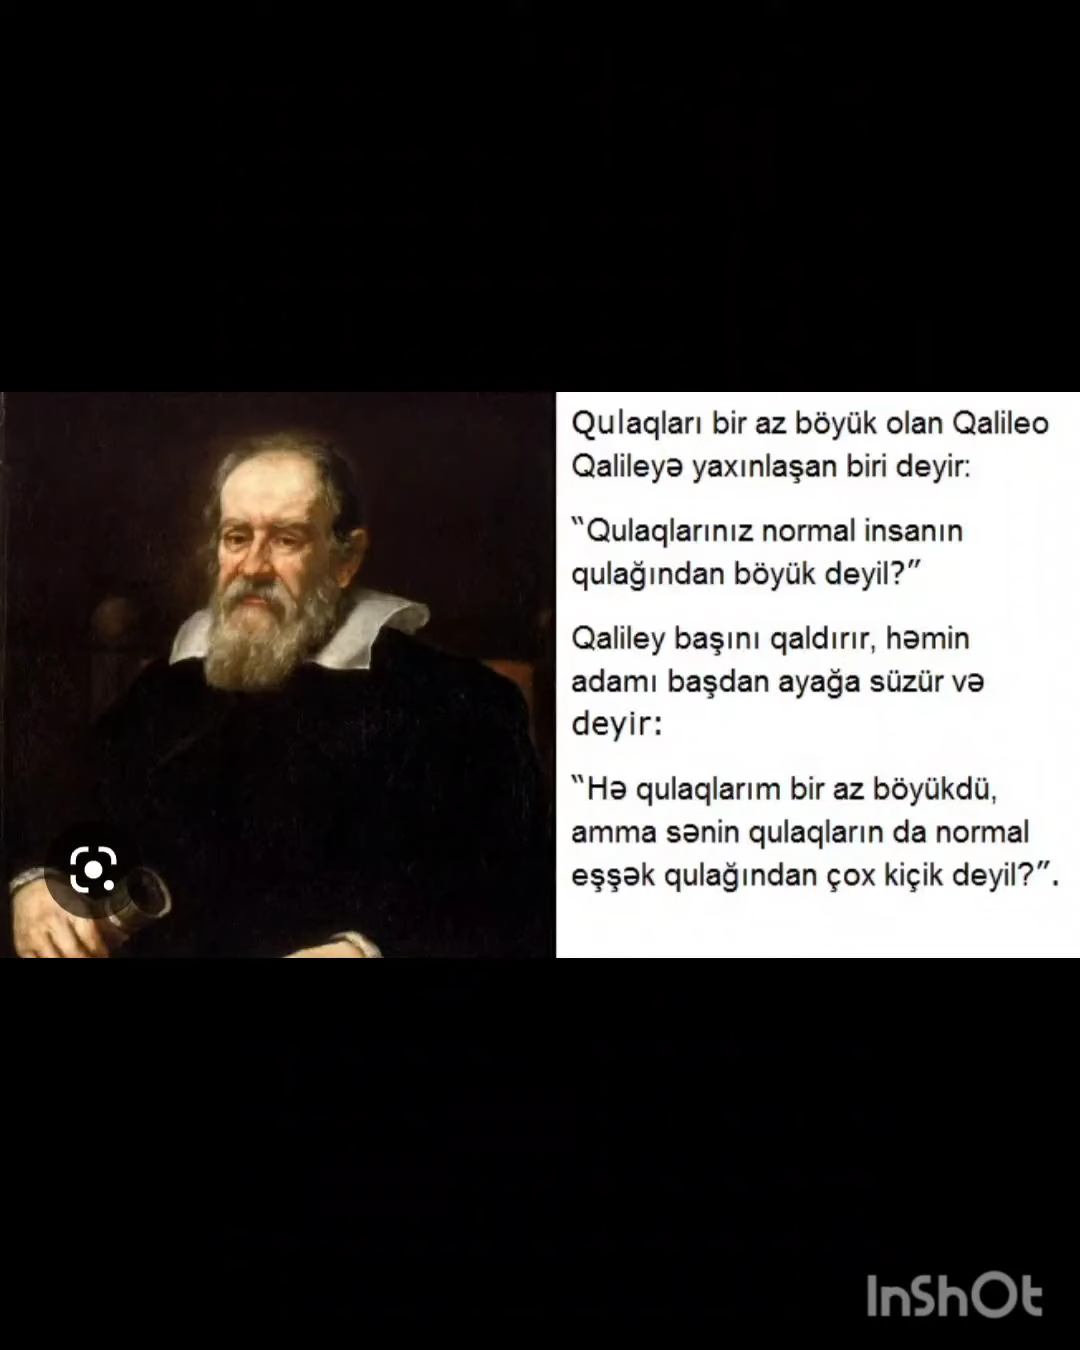 Qulaqları bir az böyük olan Qalileo
Qalileyə yaxınlaşan biri deyir:
“Qulaqlarınız normal insanın
qulağından böyük deyil?”
Qaliley başını qaldırır, həmin
adamı başdan ayağa süzür və
deyir:
“Hə qulaqlarım bir az böyükdü,
amma sənin qulaqların da normal
eşşək qulağından çox kiçik deyil?”.
InShOt